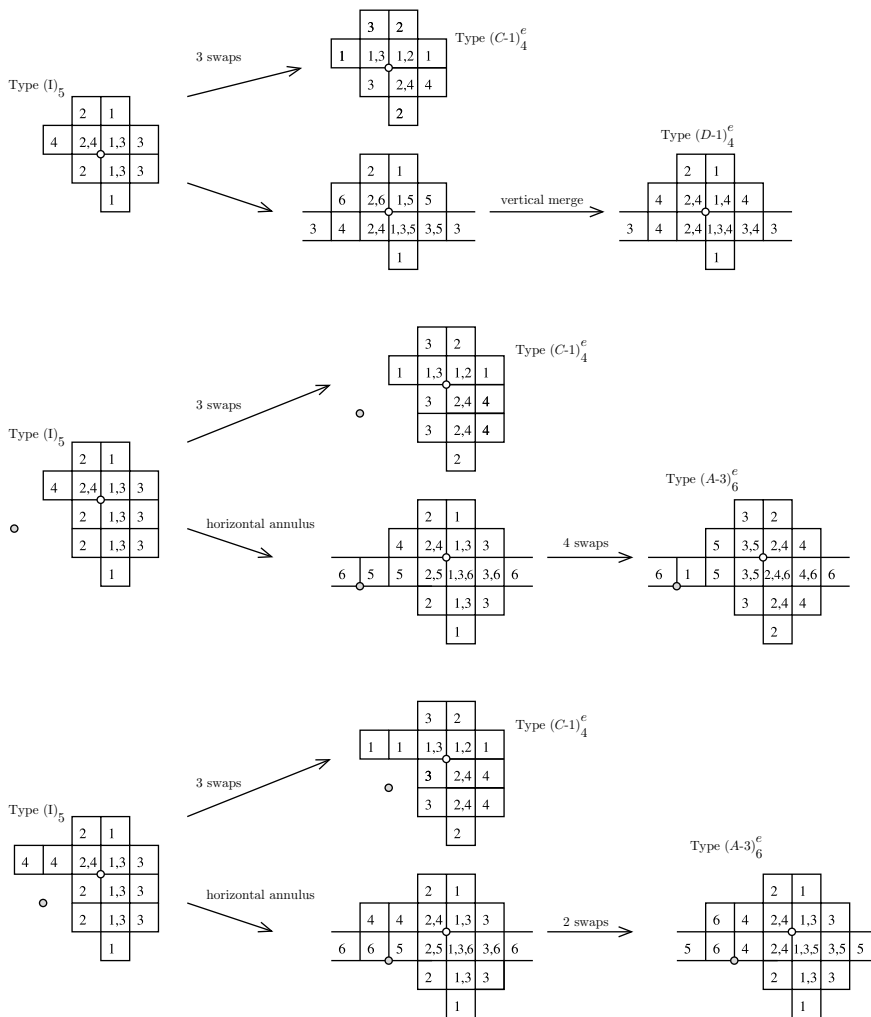 3 2
3 swaps
Type (C-1)^e_4
1 1,3 1,2 1
Type (I)_5
3 2,4 4
2 1
2
4 2,4 1,3 3
Type (D-1)^e_4
2 1,3 3
2 1
2 1
1
6 2,6 1,5 5
vertical merge
4 2,4 1,4 4
3 4 2,4 1,3,5 3,5 3
3 4 2,4 1,3,4 3,4 3
1
1
3 2
Type (C-1)^e_4
1 1,3 1,2 1
3 swaps
3 2,4 4
Type (I)_5
3 2,4 4
2 1
2
4 2,4 1,3 3
Type (A-3)^e_6
2 1,3 3
horizontal annulus
2 1
3 2
2 1,3 3
4 2,4 1,3 3
4 swaps
5 3,5 2,4 4
1
6 5 5 2,5 1,3,6 3,6 6
6 1 5 3,5 2,4,6 4,6 6
2 1,3 3
3 2,4 4
1
2
3 2
Type (C-1)^e_4
1 1 1,3 1,2 1
3 swaps
3 2,4 4
Type (I)_5
3 2,4 4
2 1
2
4 4 2,4 1,3 3
Type (A-3)^e_6
2 1,3 3
horizontal annulus
2 1
2 1
2 1,3 3
4 4 2,4 1,3 3
2 swaps
6 4 2,4 1,3 3
1
6 6 5 2,5 1,3,6 3,6 6
5 6 4 2,4 1,3,5 3,5 5
2 1,3 3
2 1,3 3
1
1